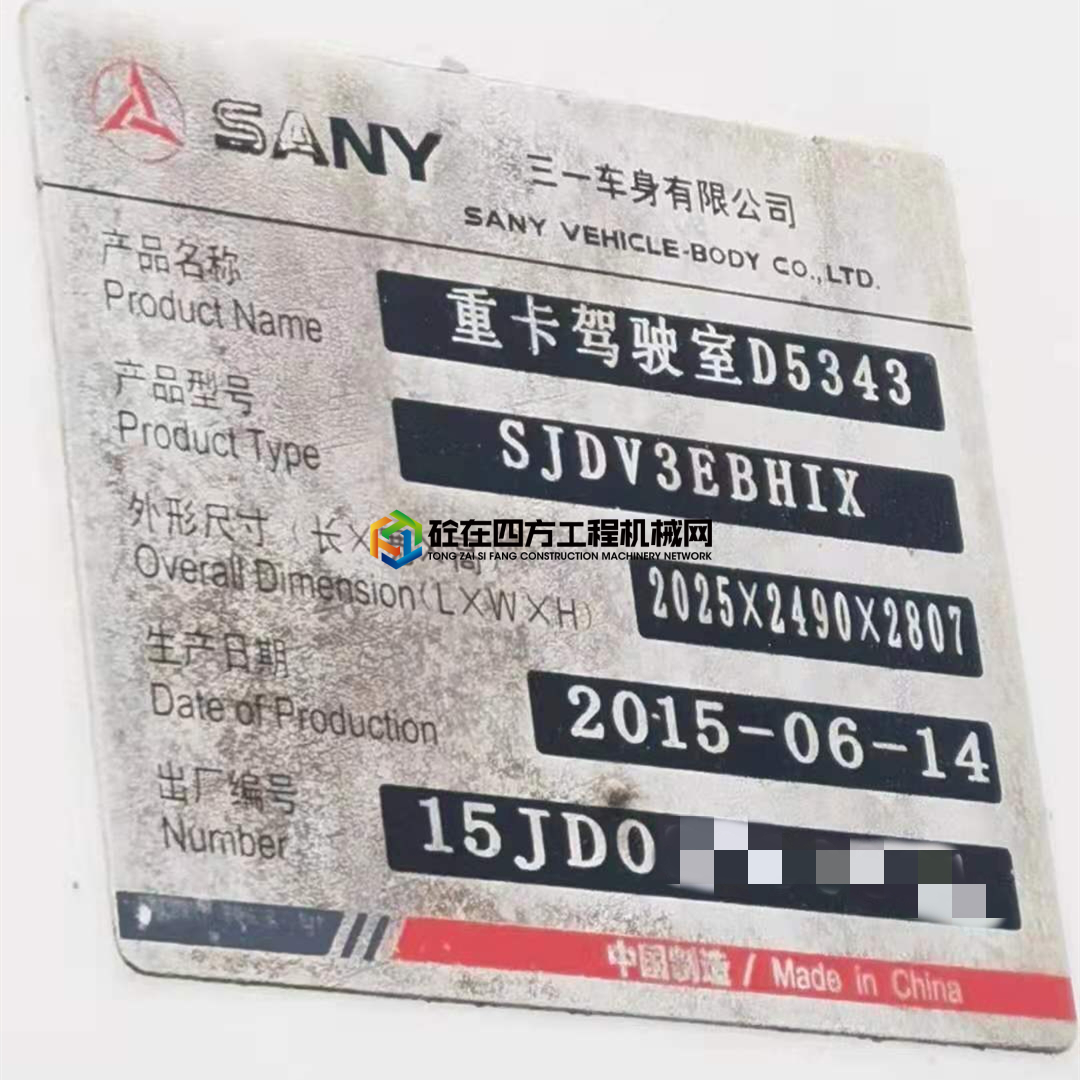 SANY
三一车身有限公司
SANY VEHICLE-BODY CO.,LTD.
产品名称
Product Name
重卡驾驶室D5343
产品型号
Product Type
SJDV3EBHIX
外形尺寸(长×
高
Overall Dimension(L×W×H)
2025X2490X2807
砼在四方工程机械网
TONG ZAI SI FANG CONSTRUCTION MACHINERY NETWORK
生产日期
Date of Production
2015-06-14
出厂编号
Number
15JD0
中国制造 / Made in China